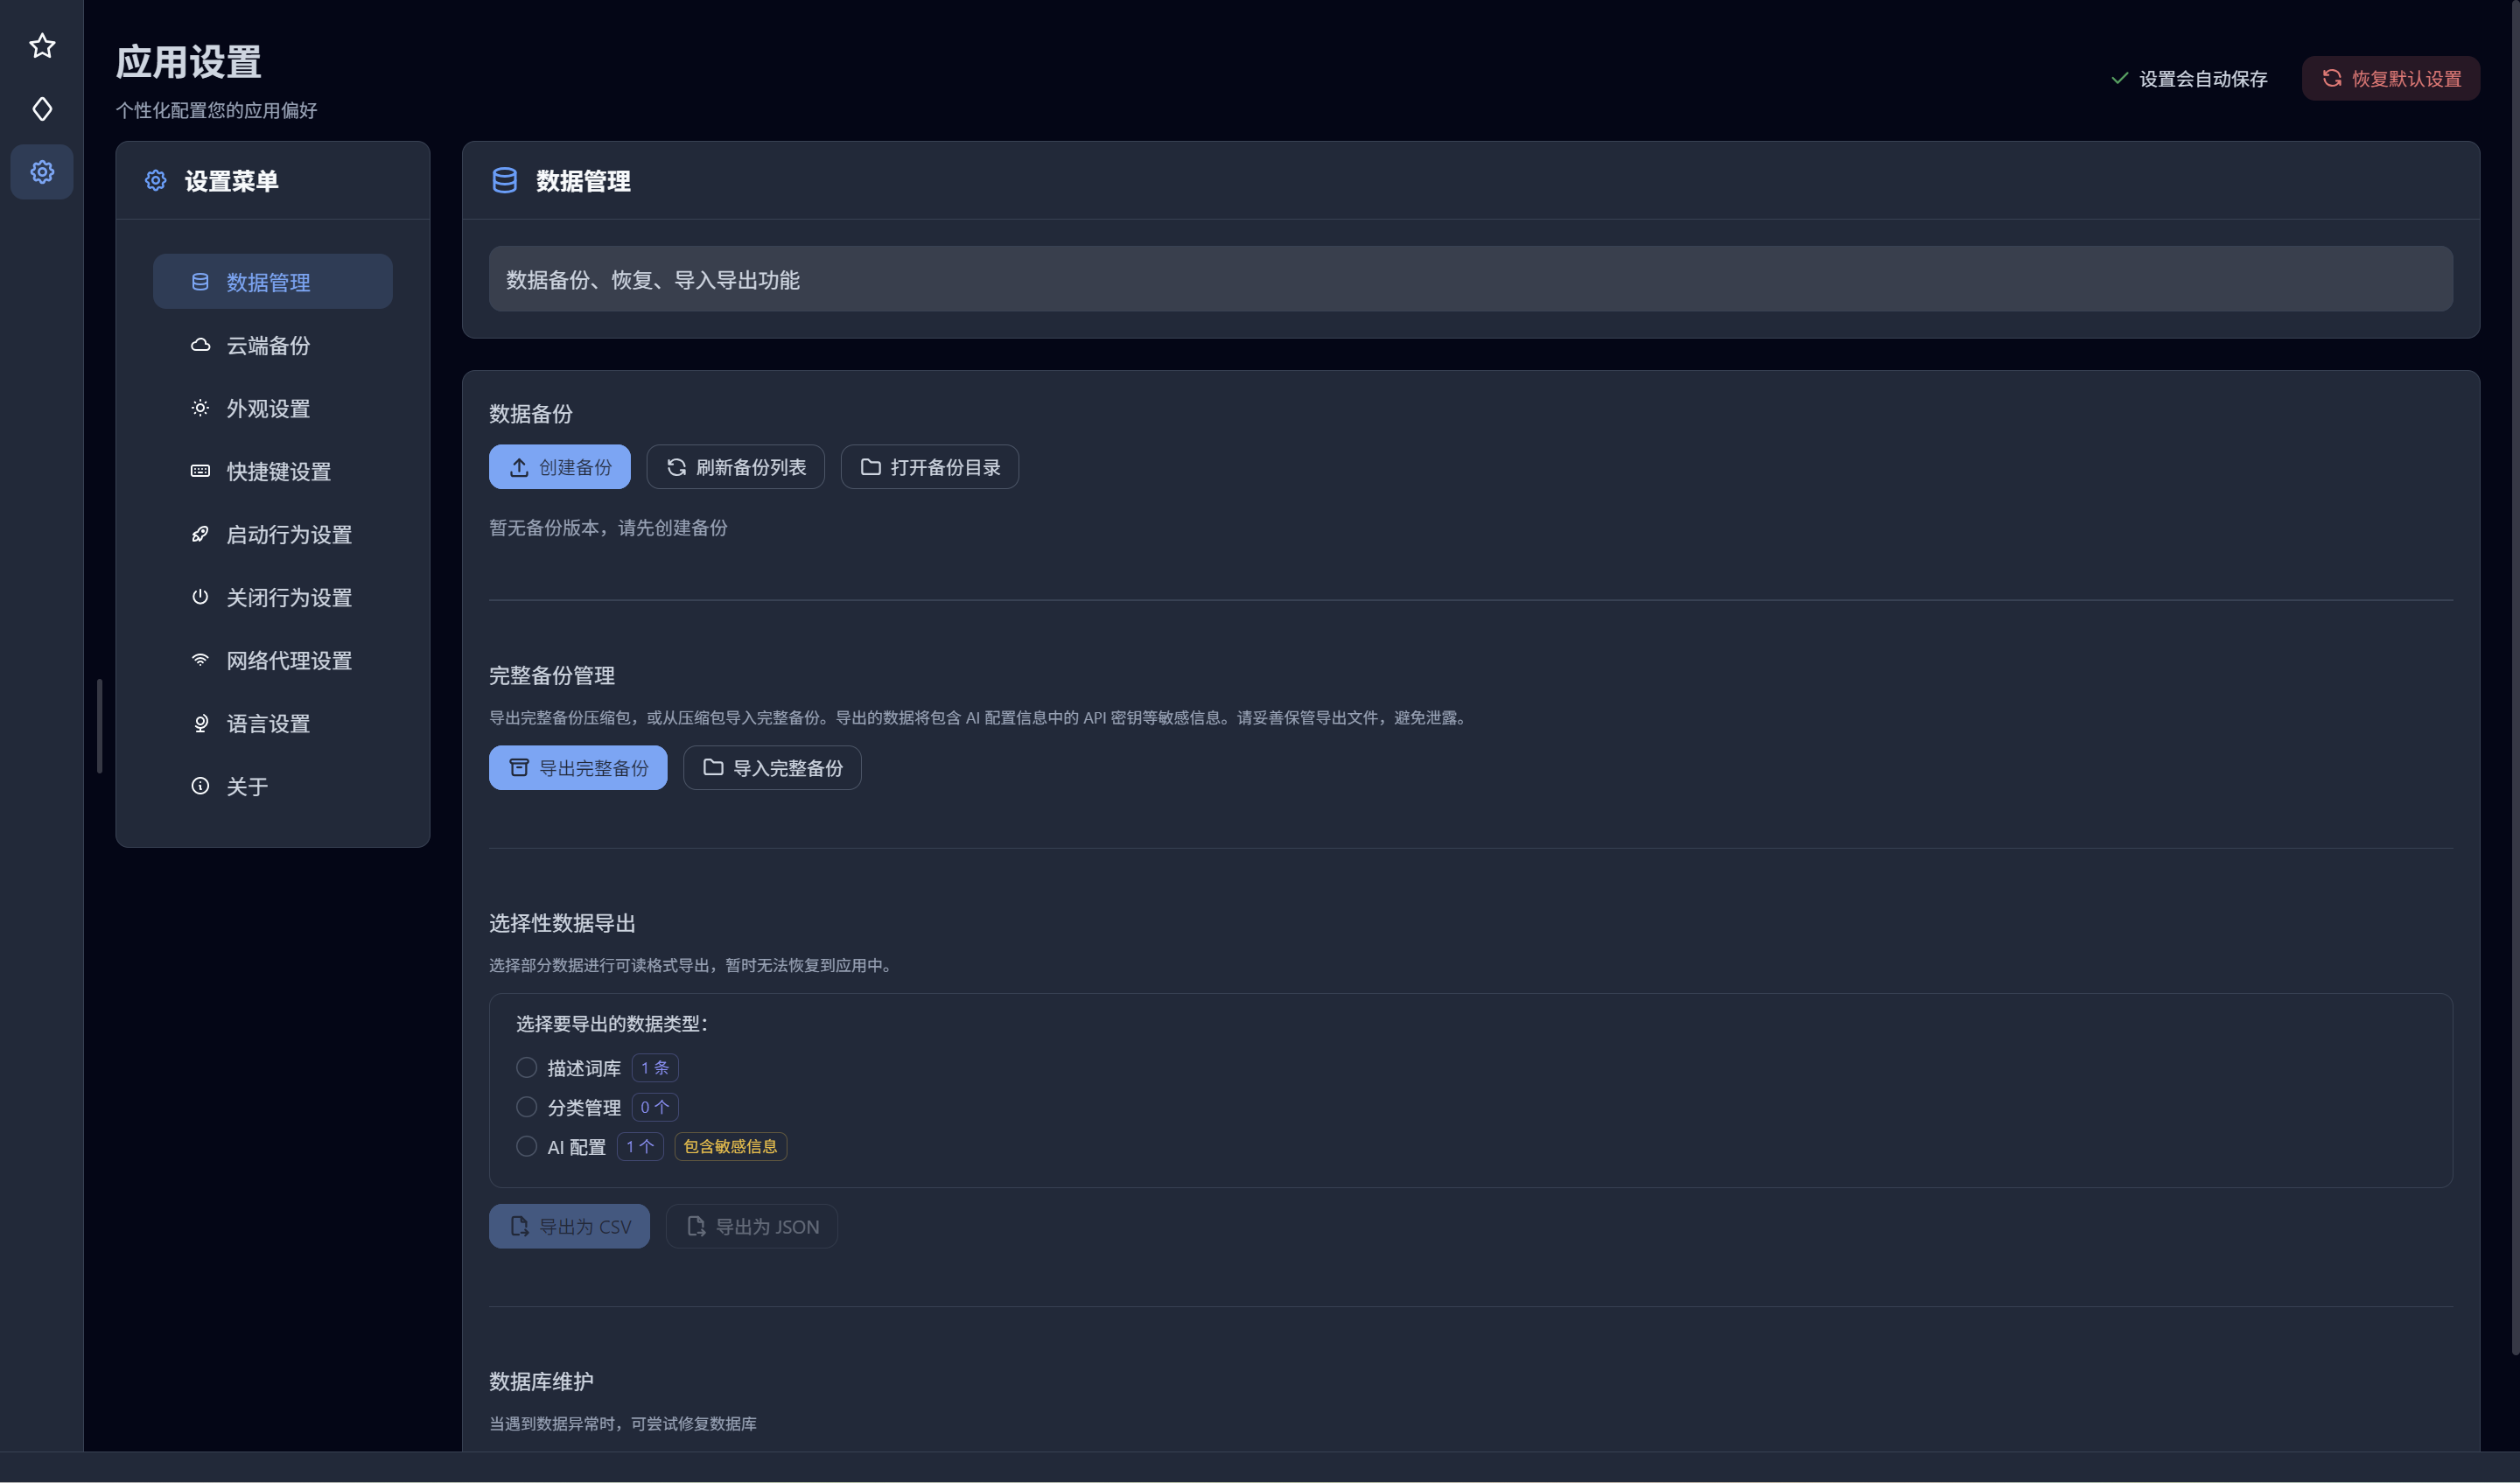 应用设置
个性化配置您的应用偏好
设置会自动保存
恢复默认设置
设置菜单
数据管理
云端备份
外观设置
快捷键设置
启动行为设置
关闭行为设置
网络代理设置
语言设置
关于
数据管理
数据备份、恢复、导入导出功能
数据备份
创建备份 刷新备份列表 打开备份目录
暂无备份版本，请先创建备份
完整备份管理
导出完整备份压缩包，或从压缩包导入完整备份。导出的数据将包含 AI 配置信息中的 API 密钥等敏感信息。请妥善保管导出文件，避免泄露。
导出完整备份 导入完整备份
选择性数据导出
选择部分数据进行可读格式导出，暂时无法恢复到应用中。
选择要导出的数据类型：
描述词库 1 条
分类管理 0 个
AI 配置 1 个 包含敏感信息
导出为 CSV 导出为 JSON
数据库维护
当遇到数据异常时，可尝试修复数据库